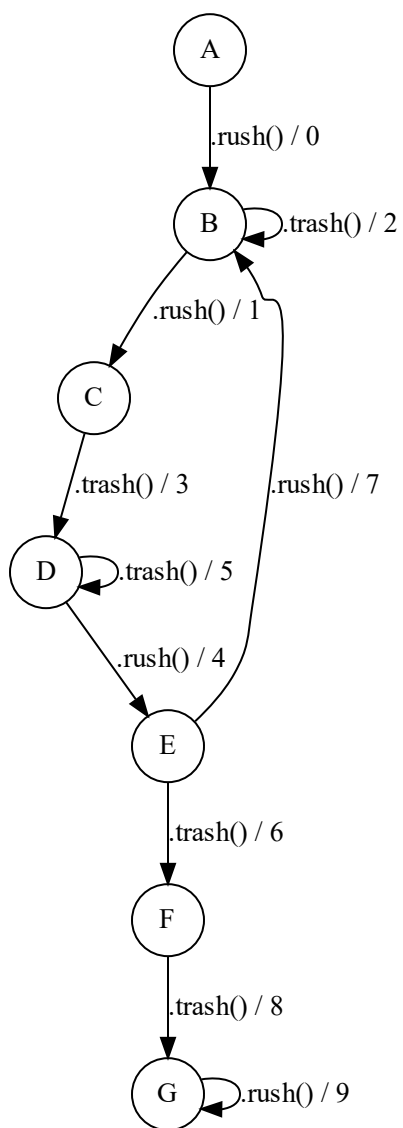 A
.rush() / 0
B
.trash() / 2
.rush() / 1
C
.trash() / 3
.rush() / 7
D
.trash() / 5
.rush() / 4
E
.trash() / 6
F
.trash() / 8
G
.rush() / 9